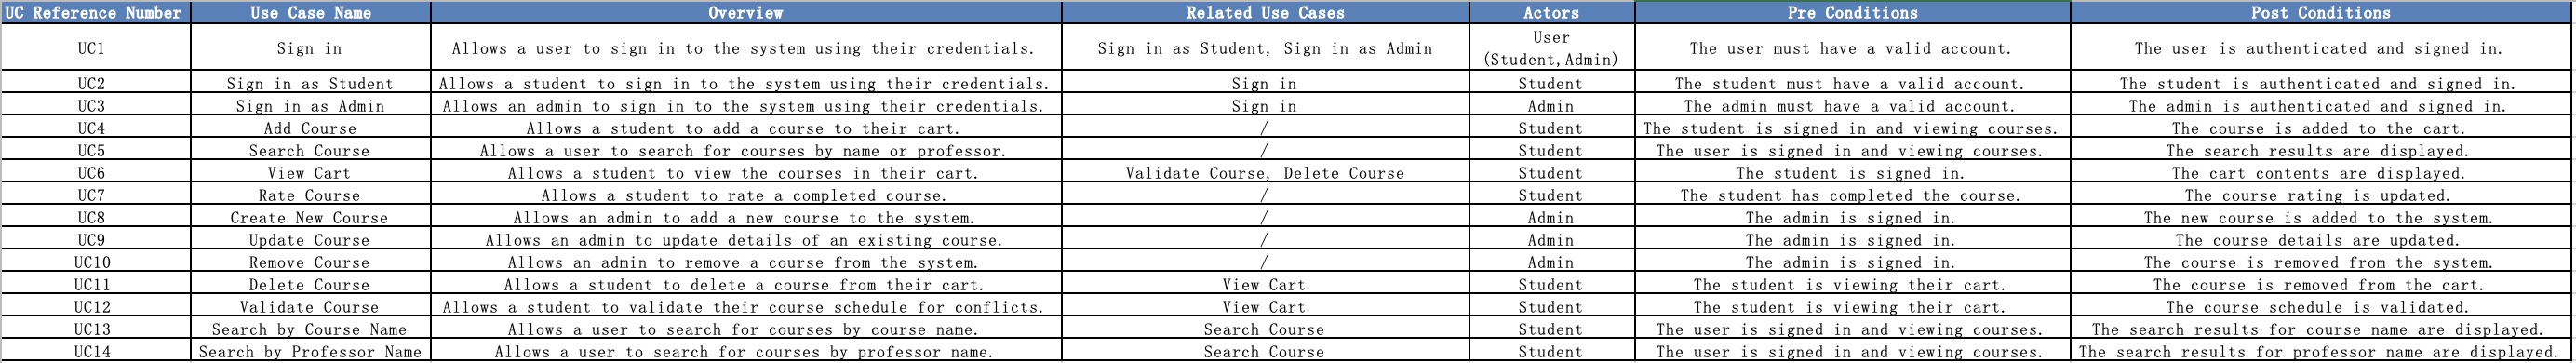 UC Reference Number Use Case Name Overview Related Use Cases Actors Pre Conditions Post Conditions
UC1 Sign in Allows a user to sign in to the system using their credentials. Sign in as Student, Sign in as Admin User (Student,Admin) The user must have a valid account. The user is authenticated and signed in.
UC2 Sign in as Student Allows a student to sign in to the system using their credentials. Sign in Student The student must have a valid account. The student is authenticated and signed in.
UC3 Sign in as Admin Allows an admin to sign in to the system using their credentials. Sign in Admin The admin must have a valid account. The admin is authenticated and signed in.
UC4 Add Course Allows a student to add a course to their cart. / Student The student is signed in and viewing courses. The course is added to the cart.
UC5 Search Course Allows a user to search for courses by name or professor. / Student The user is signed in and viewing courses. The search results are displayed.
UC6 View Cart Allows a student to view the courses in their cart. Validate Course, Delete Course Student The student is signed in. The cart contents are displayed.
UC7 Rate Course Allows a student to rate a completed course. / Student The student has completed the course. The course rating is updated.
UC8 Create New Course Allows an admin to add a new course to the system. / Admin The admin is signed in. The new course is added to the system.
UC9 Update Course Allows an admin to update details of an existing course. / Admin The admin is signed in. The course details are updated.
UC10 Remove Course Allows an admin to remove a course from the system. / Admin The admin is signed in. The course is removed from the system.
UC11 Delete Course Allows a student to delete a course from their cart. View Cart Student The student is viewing their cart. The course is removed from the cart.
UC12 Validate Course Allows a student to validate their course schedule for conflicts. View Cart Student The student is viewing their cart. The course schedule is validated.
UC13 Search by Course Name Allows a user to search for courses by course name. Search Course Student The user is signed in and viewing courses. The search results for course name are displayed.
UC14 Search by Professor Name Allows a user to search for courses by professor name. Search Course Student The user is signed in and viewing courses. The search results for professor name are displayed.